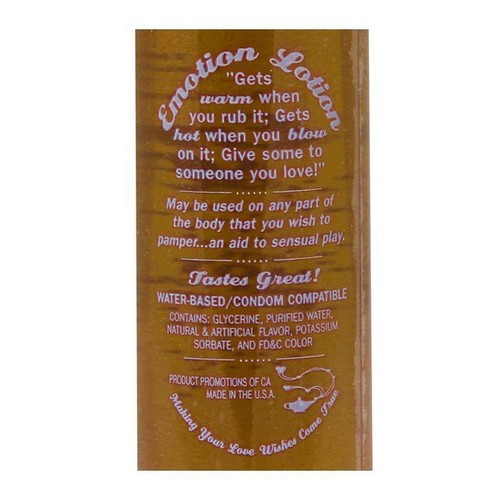 Emotion Lotion
"Gets
warm when
you rub it; Gets
hot when you blow
on it; Give some to
someone you love!"
May be used on any part of
the body that you wish to
pamper...an aid to sensual play.
Tastes Great!
WATER-BASED/CONDOM COMPATIBLE
CONTAINS: GLYCERINE, PURIFIED WATER,
NATURAL & ARTIFICIAL FLAVOR, POTASSIUM
SORBATE, AND FD&C COLOR
PRODUCT PROMOTIONS OF CA
MADE IN THE U.S.A.
Making Your Love Wishes Come True